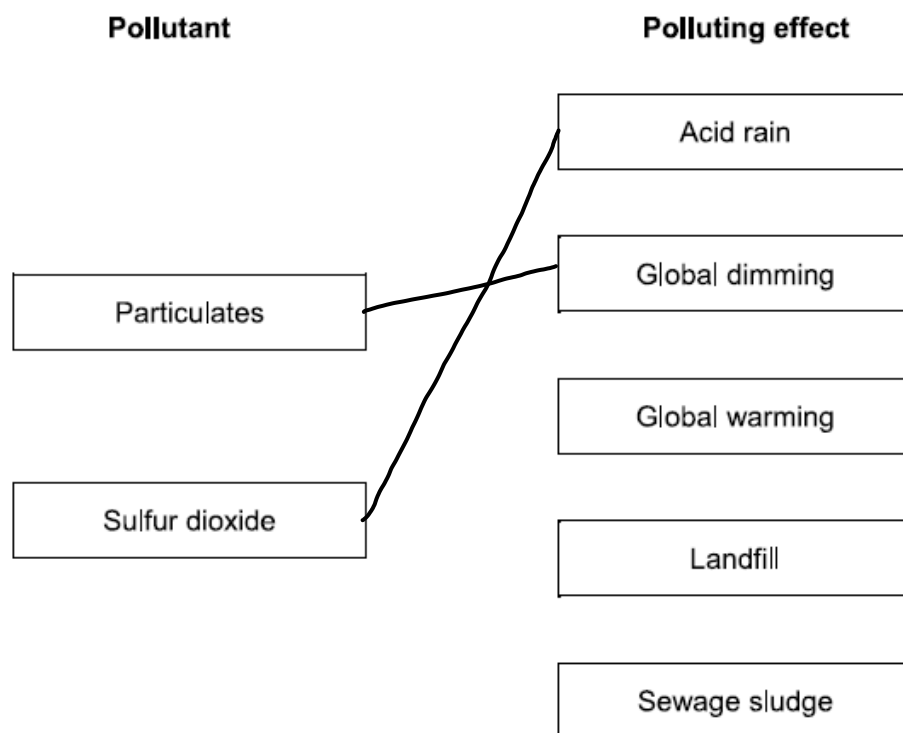 Pollutant
Polluting effect
Acid rain
Global dimming
Particulates
Global warming
Sulfur dioxide
Landfill
Sewage sludge